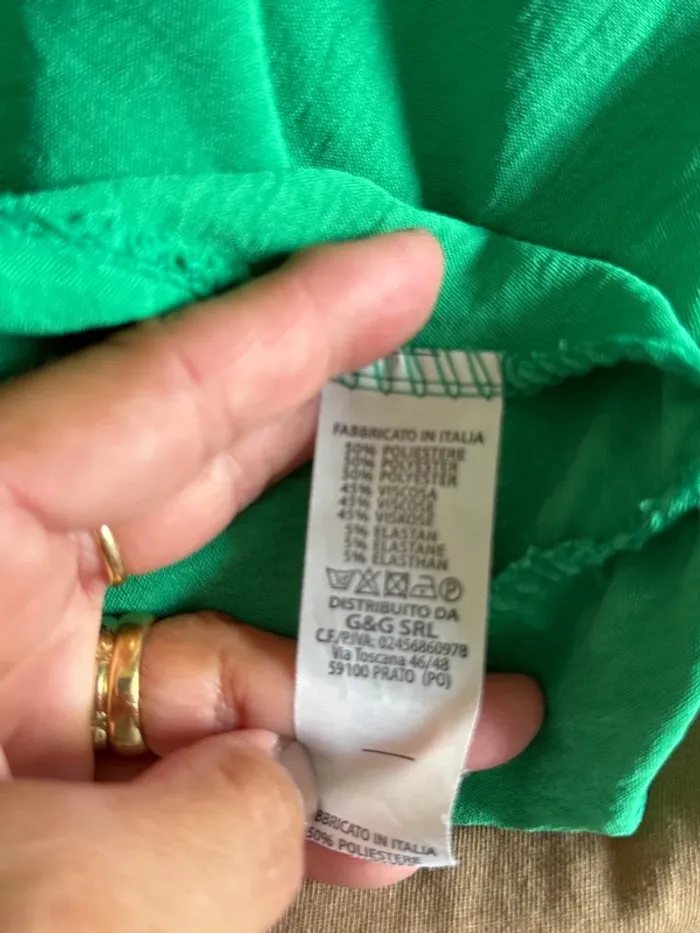 FABBRICATO IN ITALIA
50% POLIESTERE
50% POLYESTER
50% POLYESTER
45% VISCOSA
45% VISCOSE
45% VISKOSE
5% ELASTAN
5% ELASTANE
5% ELASTHAN
P
DISTRIBUITO DA
G&G SRL
C.F./P.IVA: 02456860978
Via Toscana 46/48
59100 PRATO (PO)
BBRICATO IN ITALIA
50% POLIESTERE